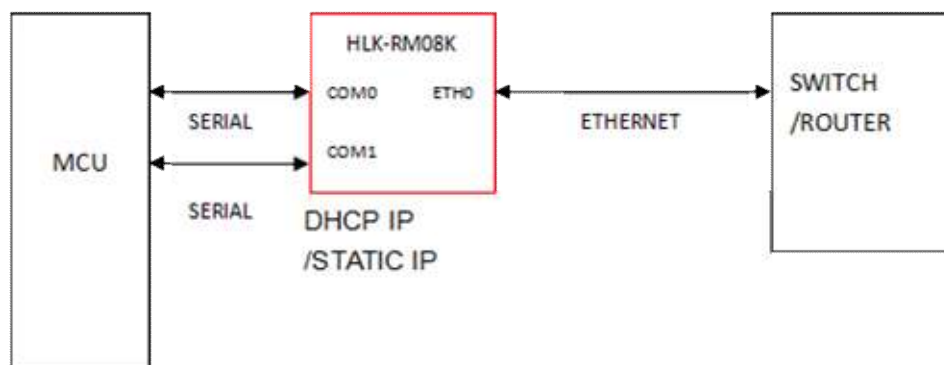 HLK-RM08K
COM0 ETH0
SWITCH
/ROUTER
SERIAL
ETHERNET
COM1
MCU
SERIAL
DHCP IP
/STATIC IP